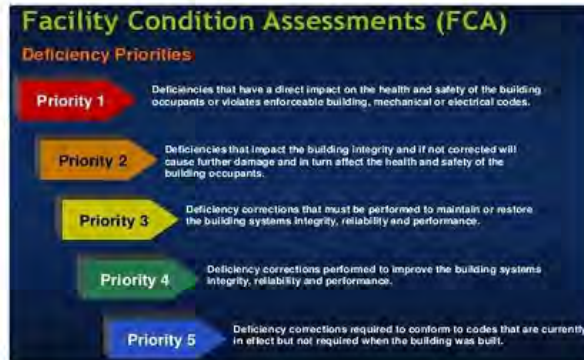 Facility Condition Assessments (FCA)
Deficiency Priorities
Priority 1
Deficiencies that have a direct impact on the health and safety of the building
occupants or violates enforceable building, mechanical or electrical codes.
Priority 2
Deficiencies that impact the building integrity and if not corrected will
cause further damage and in turn affect the health and safety of the
building occupants.
Priority 3
Deficiency corrections that must be performed to maintain or restore
the building systems integrity, reliability and performance.
Priority 4
Deficiency corrections performed to improve the building systems
integrity, reliability and performance.
Priority 5
Deficiency corrections required to conform to codes that are currently
in effect but not required when the building was built.